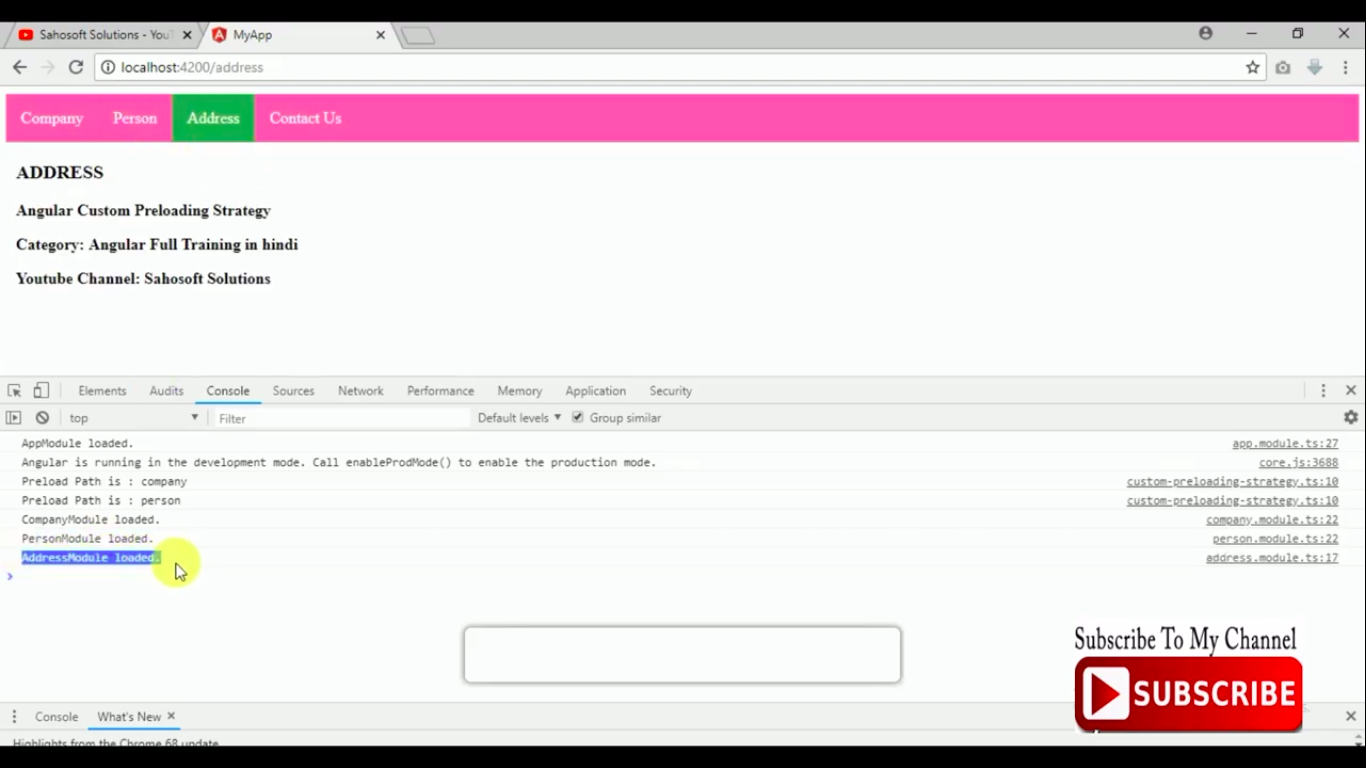 Sahosoft Solutions - YouT
MyApp
localhost:4200/address
Company Person Address Contact Us
ADDRESS
Angular Custom Preloading Strategy
Category: Angular Full Training in hindi
Youtube Channel: Sahosoft Solutions
Elements Audits Console Sources Network Performance Memory Application Security
top Filter Default levels Group similar
AppModule loaded. app.module.ts:27
Angular is running in the development mode. Call enableProdMode() to enable the production mode. core.js:3688
Preload Path is : company custom-preloading-strategy.ts:10
Preload Path is : person custom-preloading-strategy.ts:10
CompanyModule loaded. company.module.ts:22
PersonModule loaded. person.module.ts:22
AddressModule loaded. address.module.ts:17
Subscribe To My Channel
SUBSCRIBE
Console What's New
Highlights from the Chrome 68 update